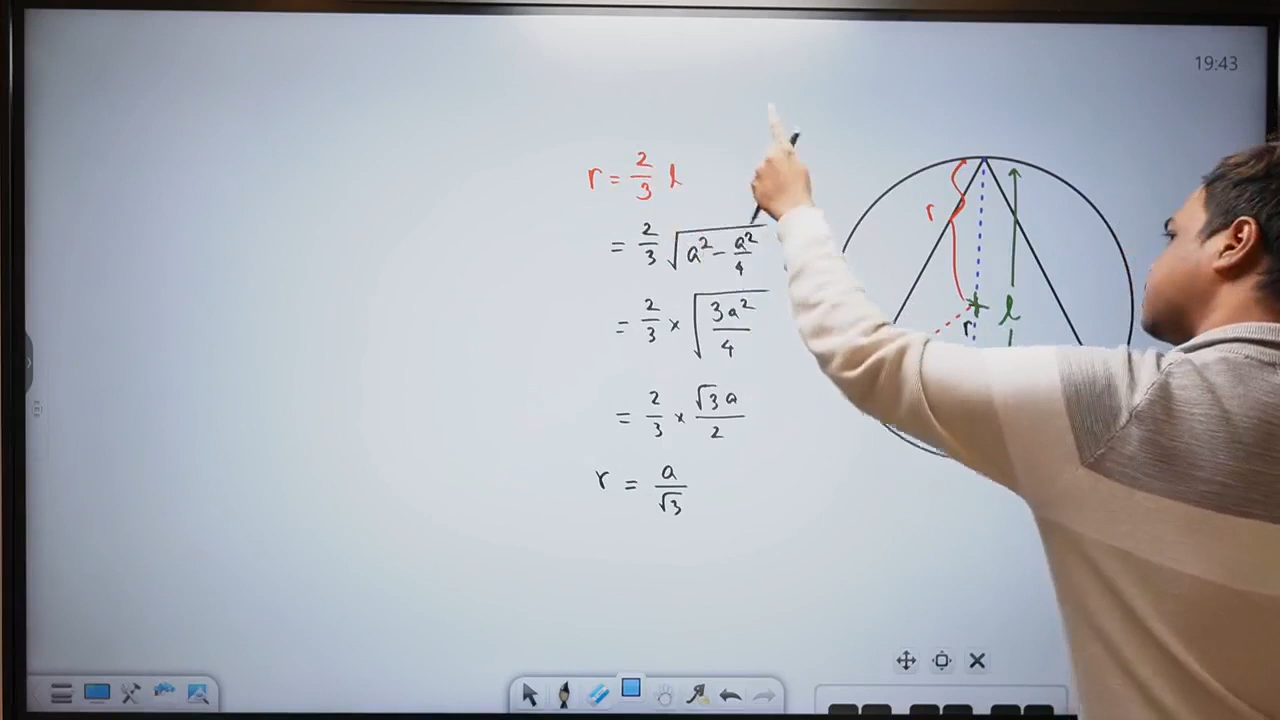 19:43
r = 2/3 l
= 2/3 √(a² - a²/4)
= 2/3 × √(3a²/4)
= 2/3 × √3 a/2
r = a/√3
r
l
r